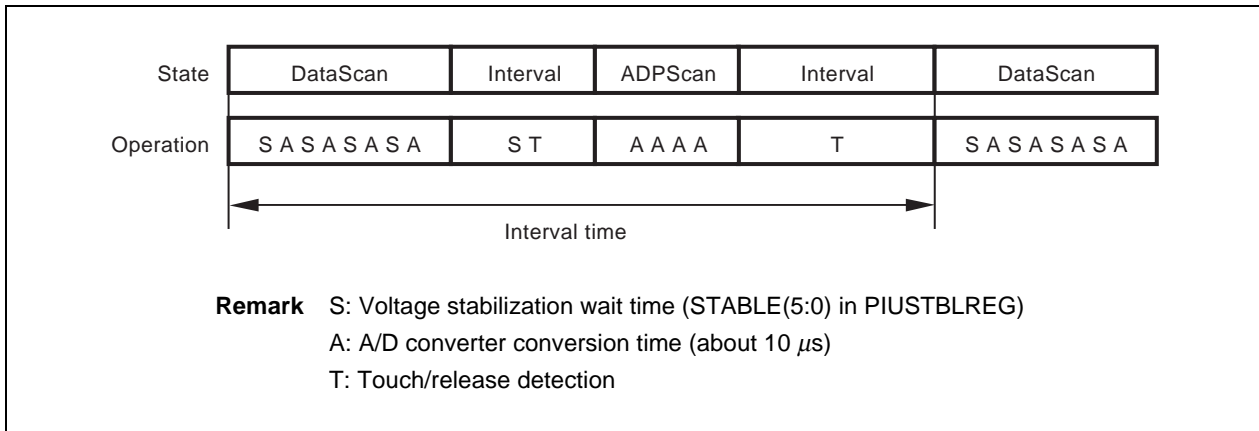 State DataScan Interval ADPScan Interval DataScan
Operation S A S A S A S A S T A A A A T S A S A S A S A
Interval time
Remark S: Voltage stabilization wait time (STABLE(5:0) in PIUSTBLREG)
A: A/D converter conversion time (about 10 μs)
T: Touch/release detection